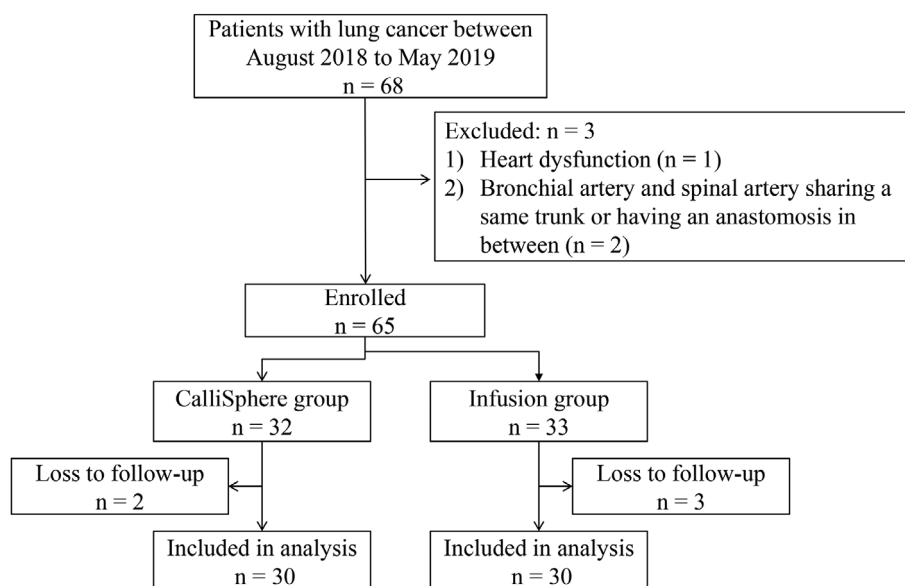 Patients with lung cancer between
August 2018 to May 2019
n = 68
Excluded: n = 3
1) Heart dysfunction (n = 1)
2) Bronchial artery and spinal artery sharing a
same trunk or having an anastomosis in
between (n = 2)
Enrolled
n = 65
CalliSphere group
n = 32
Infusion group
n = 33
Loss to follow-up
n = 2
Loss to follow-up
n = 3
Included in analysis
n = 30
Included in analysis
n = 30